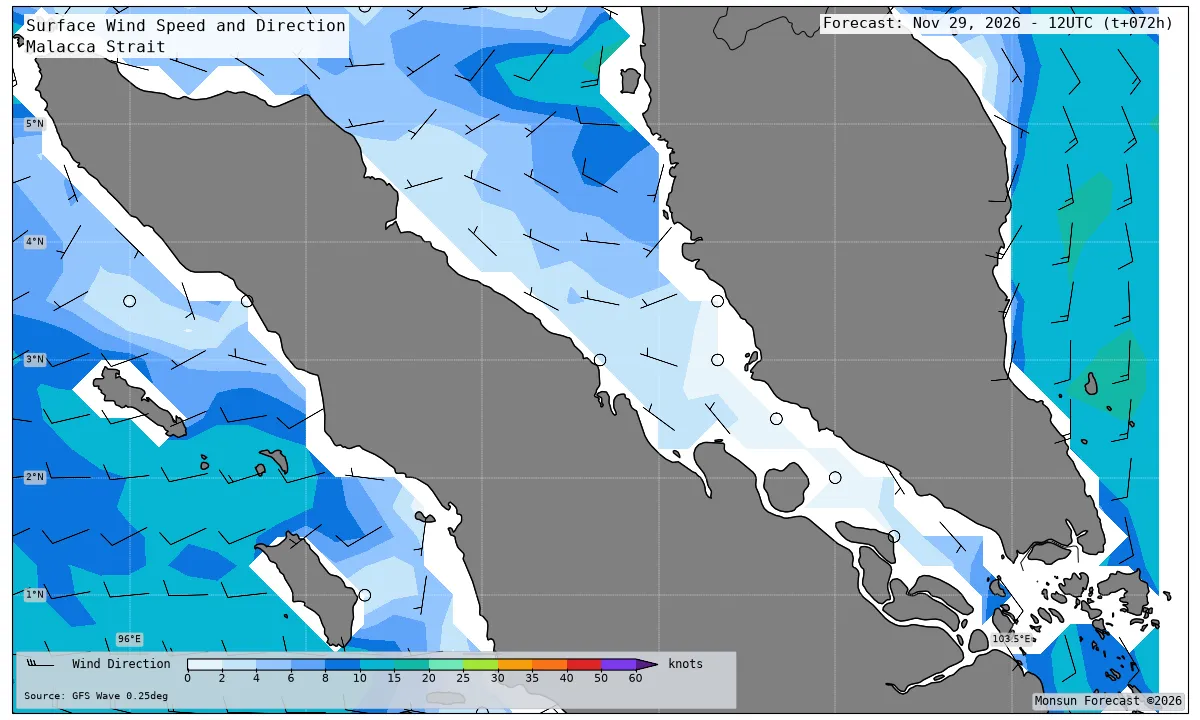 Surface Wind Speed and Direction
Malacca Strait
Forecast: Nov 29, 2026 - 12UTC (t+072h)
5°N
4°N
3°N
2°N
1°N
96°E
103.5°E
Wind Direction
0 2 4 6 8 10 15 20 25 30 35 40 50 60
knots
Source: GFS Wave 0.25deg
Monsun Forecast ©2026